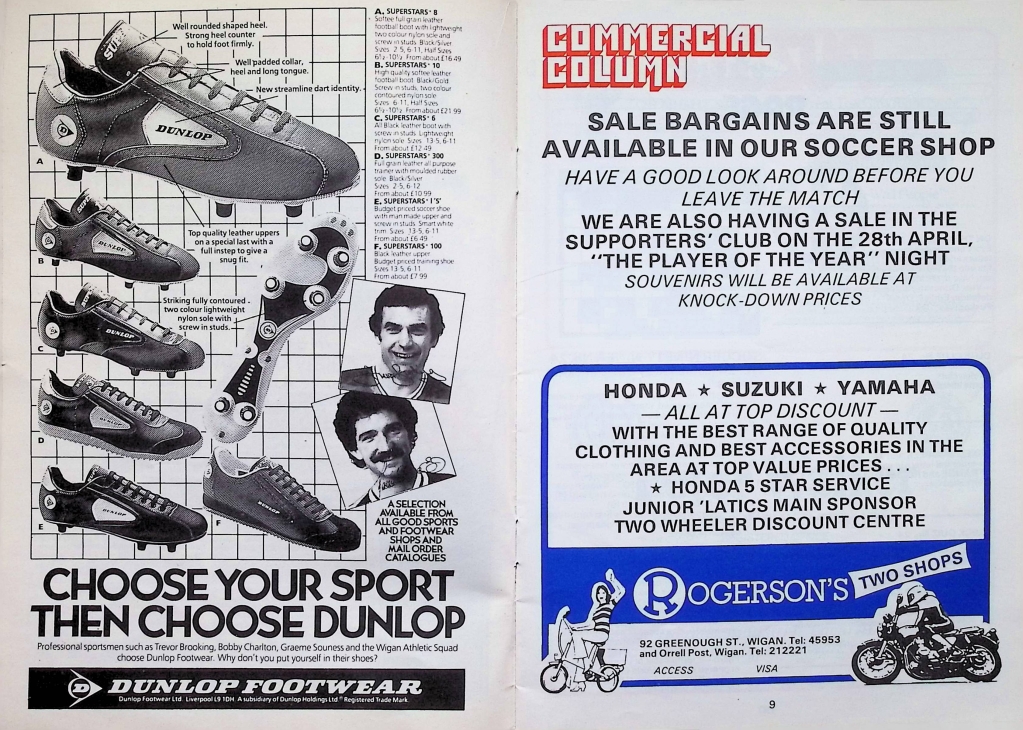 Well rounded shaped heel.
Strong heel counter
to hold foot firmly.
Well padded collar,
heel and long tongue.
New streamline dart identity.
DUNLOP
A
Top quality leather uppers
on a special last with a
full instep to give a
snug fit.
DUNLOP
B
Striking fully contoured
two colour lightweight
nylon sole with
screw in studs.
DUNLOP
C
D
DUNLOP
E
DUNLOP
F
A. SUPERSTARS 8
Softee full grain leather
football boot with lightweight
two colour nylon sole and
screw in studs. Black/Silver
Sizes 2-5, 6-11, Half Sizes
6½-10½. From about £16.49
B. SUPERSTARS 10
High quality softee leather
football boot. Black/Gold
Screw in studs, two colour
contoured nylon sole
Sizes 6-11, Half Sizes
6½-10½. From about £21.99
C. SUPERSTARS 6
All Black leather boot with
screw in studs. Lightweight
nylon sole. Sizes 13-5, 6-11
From about £12.49
D. SUPERSTARS 300
Full grain leather all purpose
trainer with moulded rubber
sole. Black/Silver
Sizes 2-5, 6-12
From about £10.99
E. SUPERSTARS 1'S'
Budget priced soccer shoe
with man made upper and
screw in studs. Smart white
trim. Sizes 13-5, 6-11
From about £6.49
F. SUPERSTARS 100
Black leather upper
Budget priced training shoe
Sizes 13-5, 6-11
From about £7.99
A SELECTION
AVAILABLE FROM
ALL GOOD SPORTS
AND FOOTWEAR
SHOPS AND
MAIL ORDER
CATALOGUES
CHOOSE YOUR SPORT
THEN CHOOSE DUNLOP
Professional sportsmen such as Trevor Brooking, Bobby Charlton, Graeme Souness and the Wigan Athletic Squad
choose Dunlop Footwear. Why don't you put yourself in their shoes?
DUNLOP FOOTWEAR
Dunlop Footwear Ltd. Liverpool L9 1DH. A subsidiary of Dunlop Holdings Ltd ® Registered Trade Mark
COMMERCIAL
COLUMN
SALE BARGAINS ARE STILL
AVAILABLE IN OUR SOCCER SHOP
HAVE A GOOD LOOK AROUND BEFORE YOU
LEAVE THE MATCH
WE ARE ALSO HAVING A SALE IN THE
SUPPORTERS' CLUB ON THE 28th APRIL,
"THE PLAYER OF THE YEAR" NIGHT
SOUVENIRS WILL BE AVAILABLE AT
KNOCK-DOWN PRICES
HONDA ★ SUZUKI ★ YAMAHA
— ALL AT TOP DISCOUNT —
WITH THE BEST RANGE OF QUALITY
CLOTHING AND BEST ACCESSORIES IN THE
AREA AT TOP VALUE PRICES . . .
★ HONDA 5 STAR SERVICE
JUNIOR 'LATICS MAIN SPONSOR
TWO WHEELER DISCOUNT CENTRE
ROGERSON'S TWO SHOPS
92 GREENOUGH ST., WIGAN. Tel: 45953
and Orrell Post, Wigan. Tel: 212221
ACCESS VISA
9